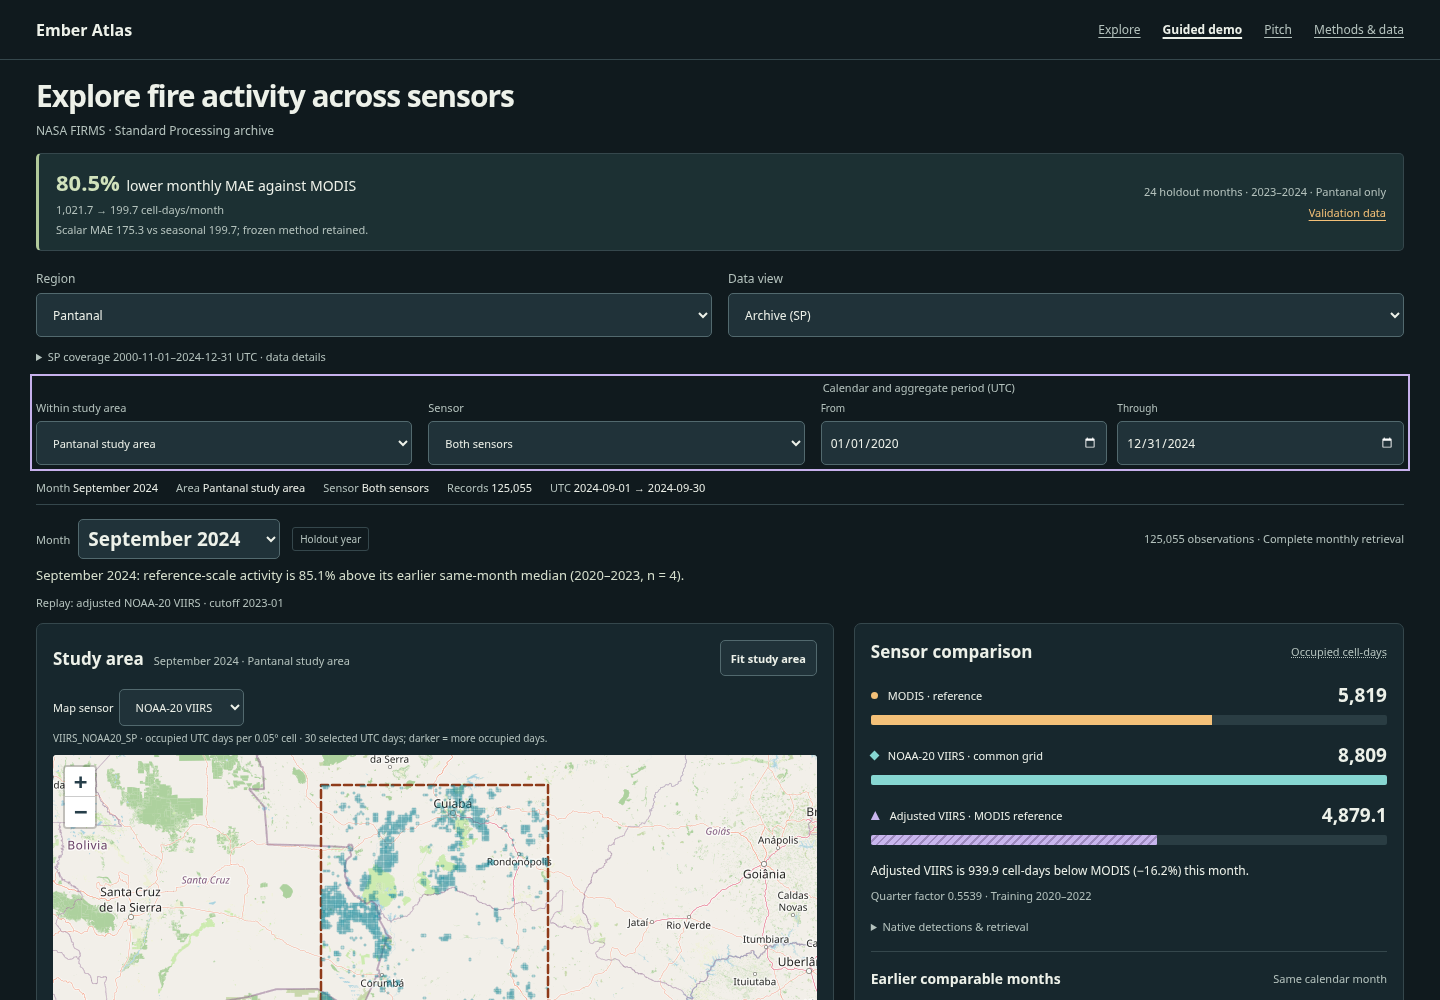 Ember Atlas
Explore Guided demo Pitch Methods & data
Explore fire activity across sensors
NASA FIRMS · Standard Processing archive
80.5% lower monthly MAE against MODIS
1,021.7 → 199.7 cell-days/month
Scalar MAE 175.3 vs seasonal 199.7; frozen method retained.
24 holdout months · 2023–2024 · Pantanal only
Validation data
Region
Pantanal
Data view
Archive (SP)
SP coverage 2000-11-01–2024-12-31 UTC · data details
Calendar and aggregate period (UTC)
Within study area
Pantanal study area
Sensor
Both sensors
From
01/01/2020
Through
12/31/2024
Month September 2024 Area Pantanal study area Sensor Both sensors Records 125,055 UTC 2024-09-01 → 2024-09-30
Month September 2024 Holdout year
125,055 observations · Complete monthly retrieval
September 2024: reference-scale activity is 85.1% above its earlier same-month median (2020–2023, n = 4).
Replay: adjusted NOAA-20 VIIRS · cutoff 2023-01
Study area September 2024 · Pantanal study area
Fit study area
Map sensor NOAA-20 VIIRS
VIIRS_NOAA20_SP · occupied UTC days per 0.05° cell · 30 selected UTC days; darker = more occupied days.
+
−
da Serra
da
Cuiabá
Br
Bolivia
Goiás
Anápolis
Rondonópolis
Goiânia
Santa Cruz
Santa Cruz
de la Sierra
Caldas
Novas
Jataí
Rio Verde
Itumbiara
Ca
Uberlâ
Corumbá
Ituiutaba
Sensor comparison
Occupied cell-days
MODIS · reference 5,819
NOAA-20 VIIRS · common grid 8,809
Adjusted VIIRS · MODIS reference 4,879.1
Adjusted VIIRS is 939.9 cell-days below MODIS (−16.2%) this month.
Quarter factor 0.5539 · Training 2020–2022
Native detections & retrieval
Earlier comparable months
Same calendar month